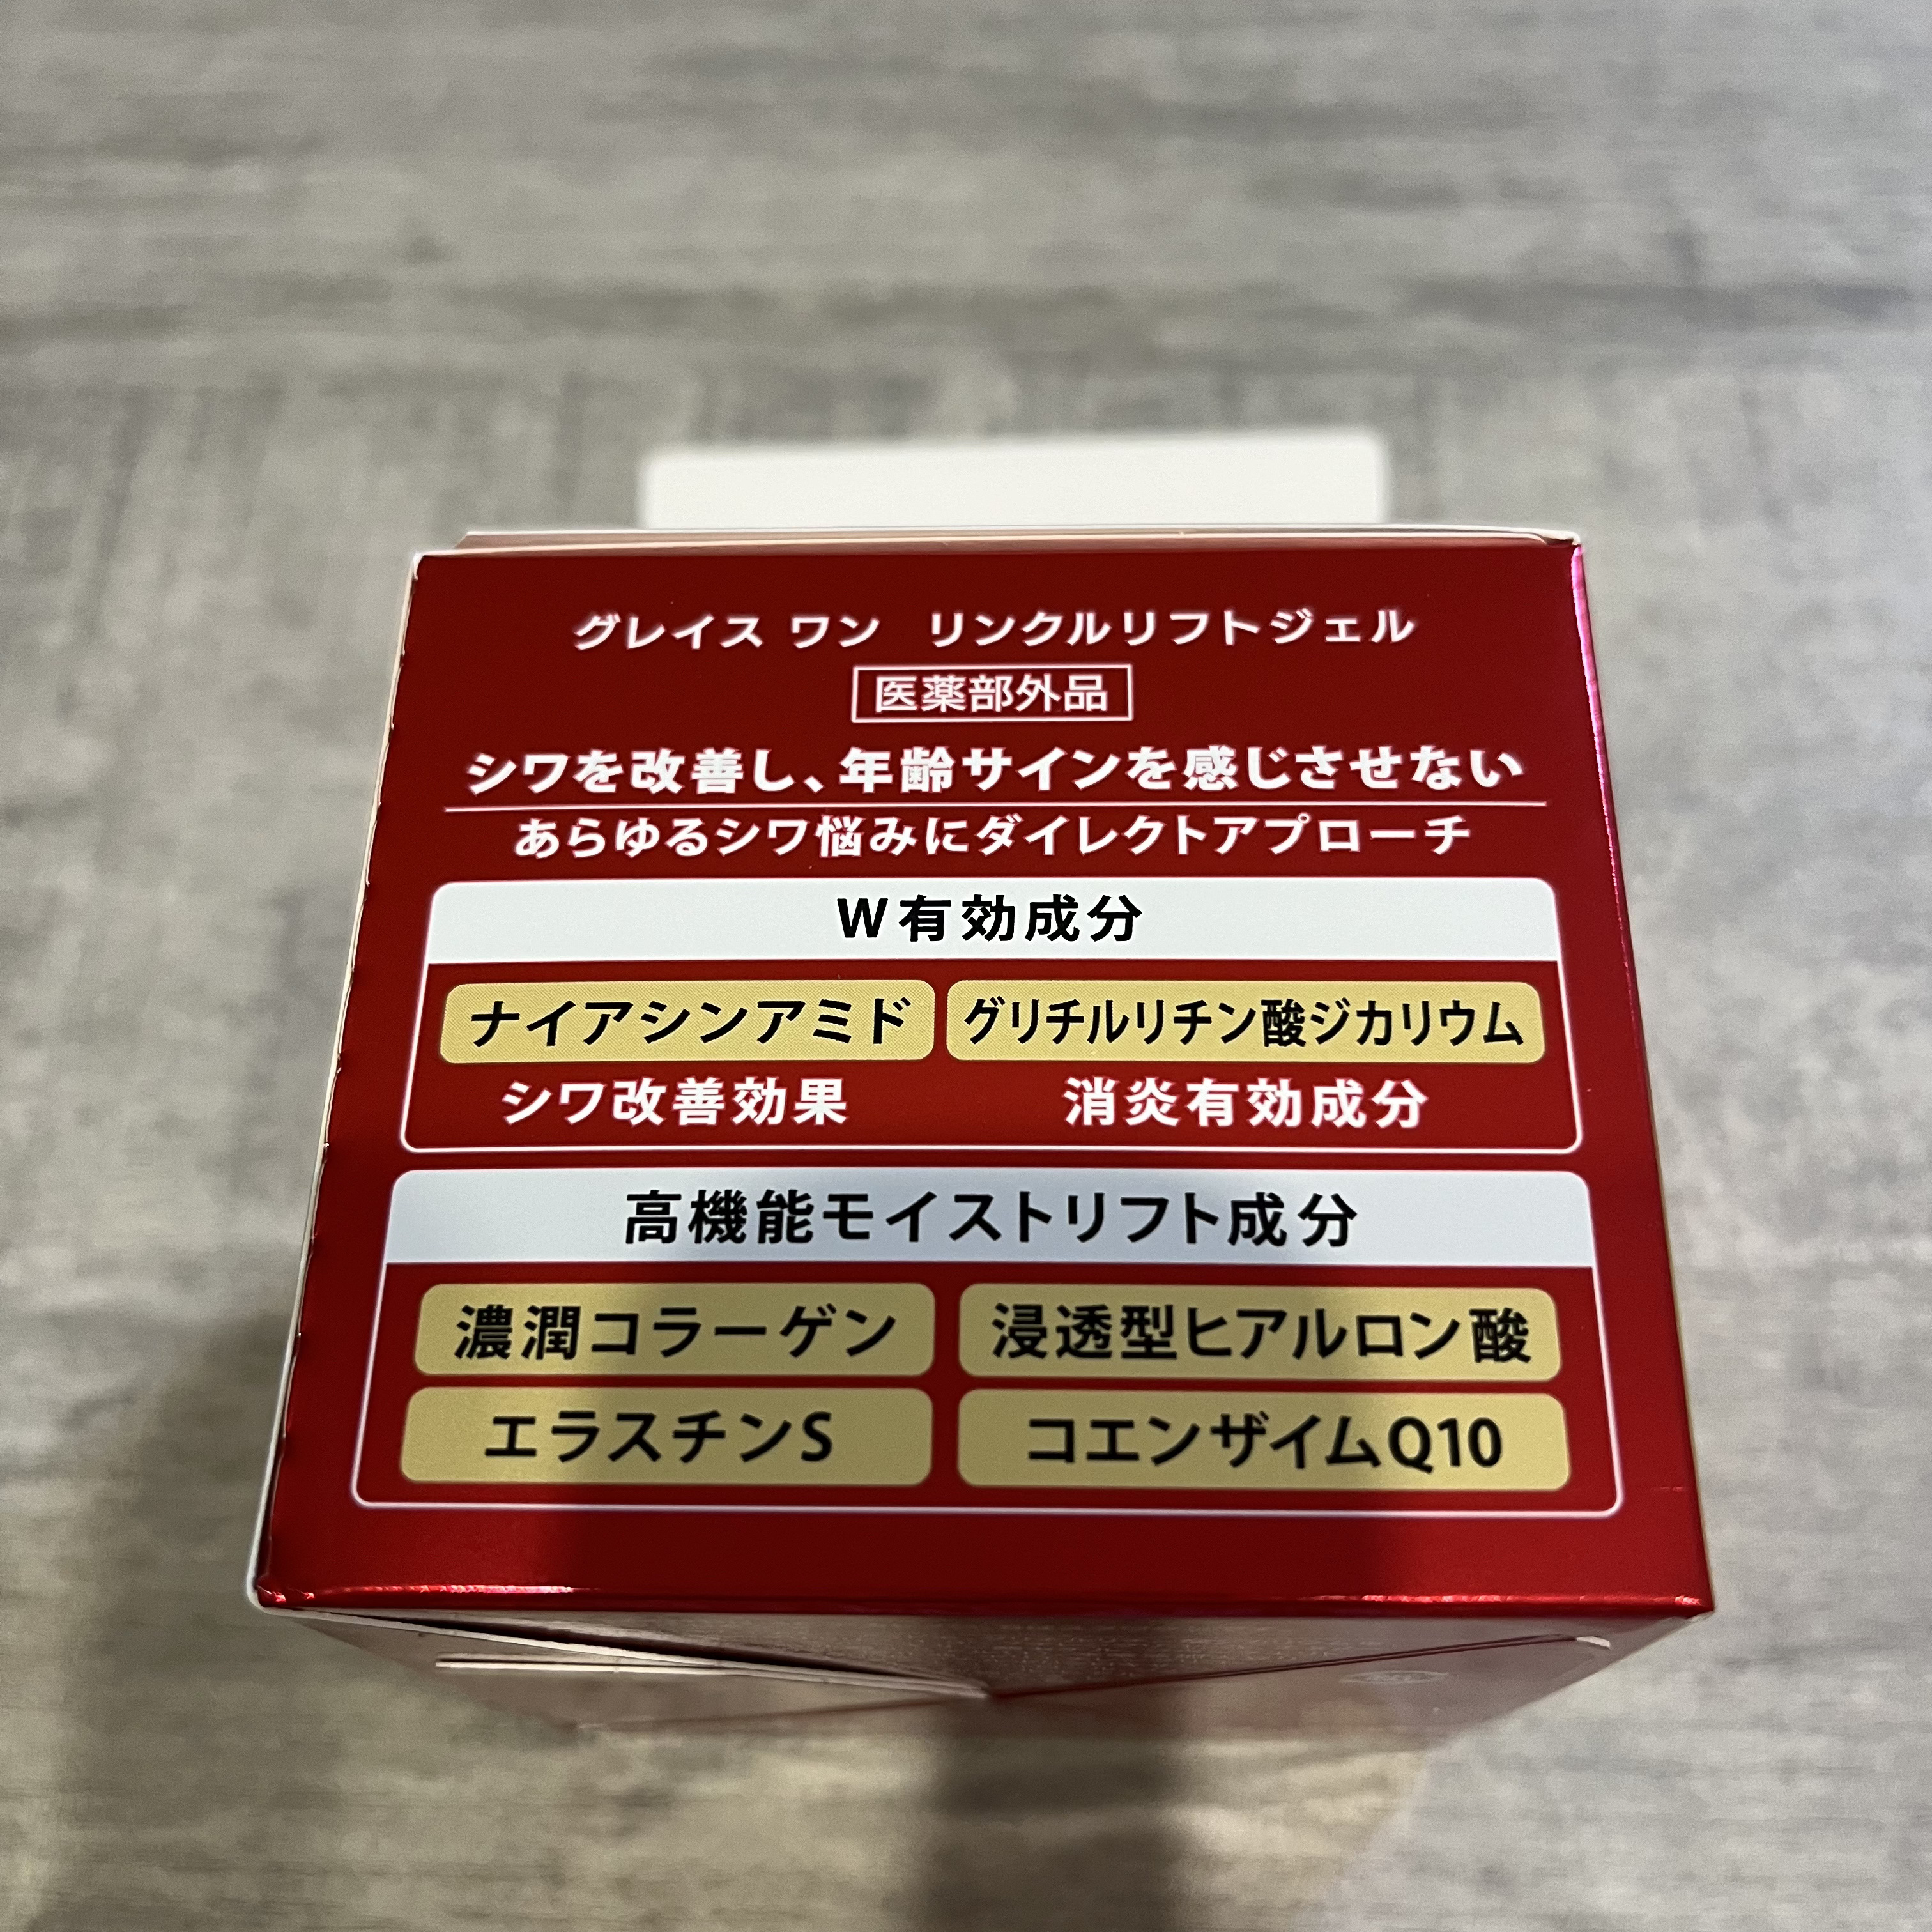 グレイス ワン リンクルリフトジェル
医薬部外品
シワを改善し、年齢サインを感じさせない
あらゆるシワ悩みにダイレクトアプローチ
W有効成分
ナイアシンアミド グリチルリチン酸ジカリウム
シワ改善効果 消炎有効成分
高機能モイストリフト成分
濃潤コラーゲン 浸透型ヒアルロン酸
エラスチンS コエンザイムQ10